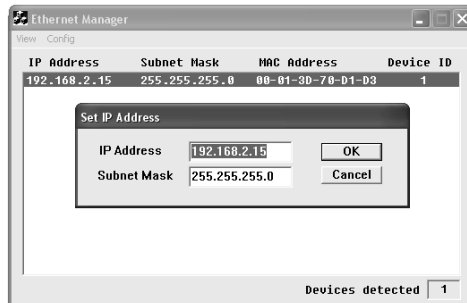 Ethernet Manager
View Config
IP Address Subnet Mask MAC Address Device ID
192.168.2.15 255.255.255.0 00-01-3D-70-D1-D3 1
Set IP Address
IP Address 192.168.2.15 OK
Subnet Mask 255.255.255.0 Cancel
Devices detected 1